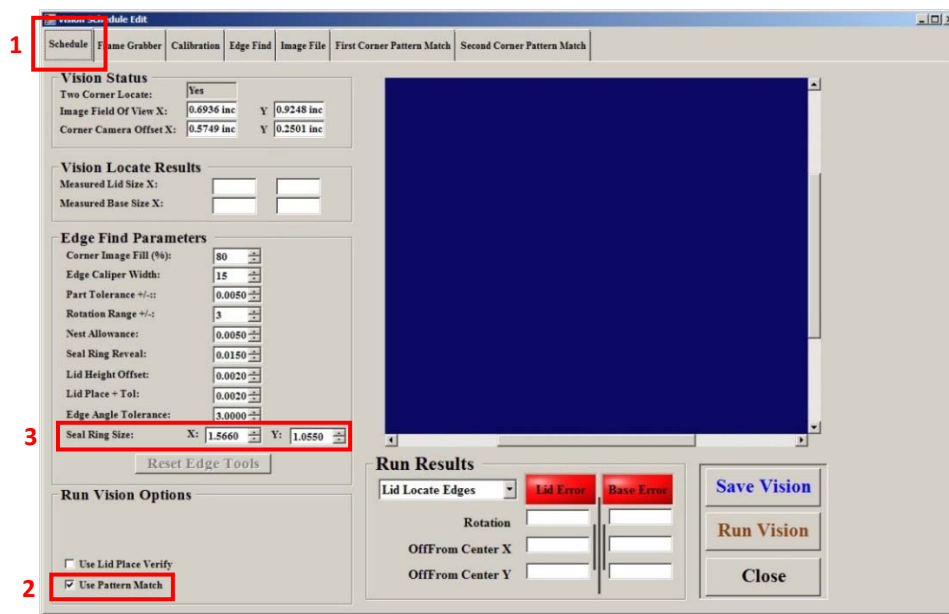 Vision Schedule Edit
1
Schedule Frame Grabber Calibration Edge Find Image File First Corner Pattern Match Second Corner Pattern Match
Vision Status
Two Corner Locate: Yes
Image Field Of View X: 0.6936 inc Y 0.9248 inc
Corner Camera Offset X: 0.5749 inc Y 0.2501 inc
Vision Locate Results
Measured Lid Size X:
Measured Base Size X:
Edge Find Parameters
Corner Image Fill (%): 80
Edge Caliper Width: 15
Part Tolerance +/-:: 0.0050
Rotation Range +/-: 3
Nest Allowance: 0.0050
Seal Ring Reveal: 0.0150
Lid Height Offset: 0.0020
Lid Place + Tol: 0.0020
Edge Angle Tolerance: 3.0000
3 Seal Ring Size: X: 1.5660 Y: 1.0550
Reset Edge Tools
Run Vision Options
Use Lid Place Verify
2 Use Pattern Match
Run Results
Lid Locate Edges Lid Error Base Error
Rotation
OffFrom Center X
OffFrom Center Y
Save Vision
Run Vision
Close